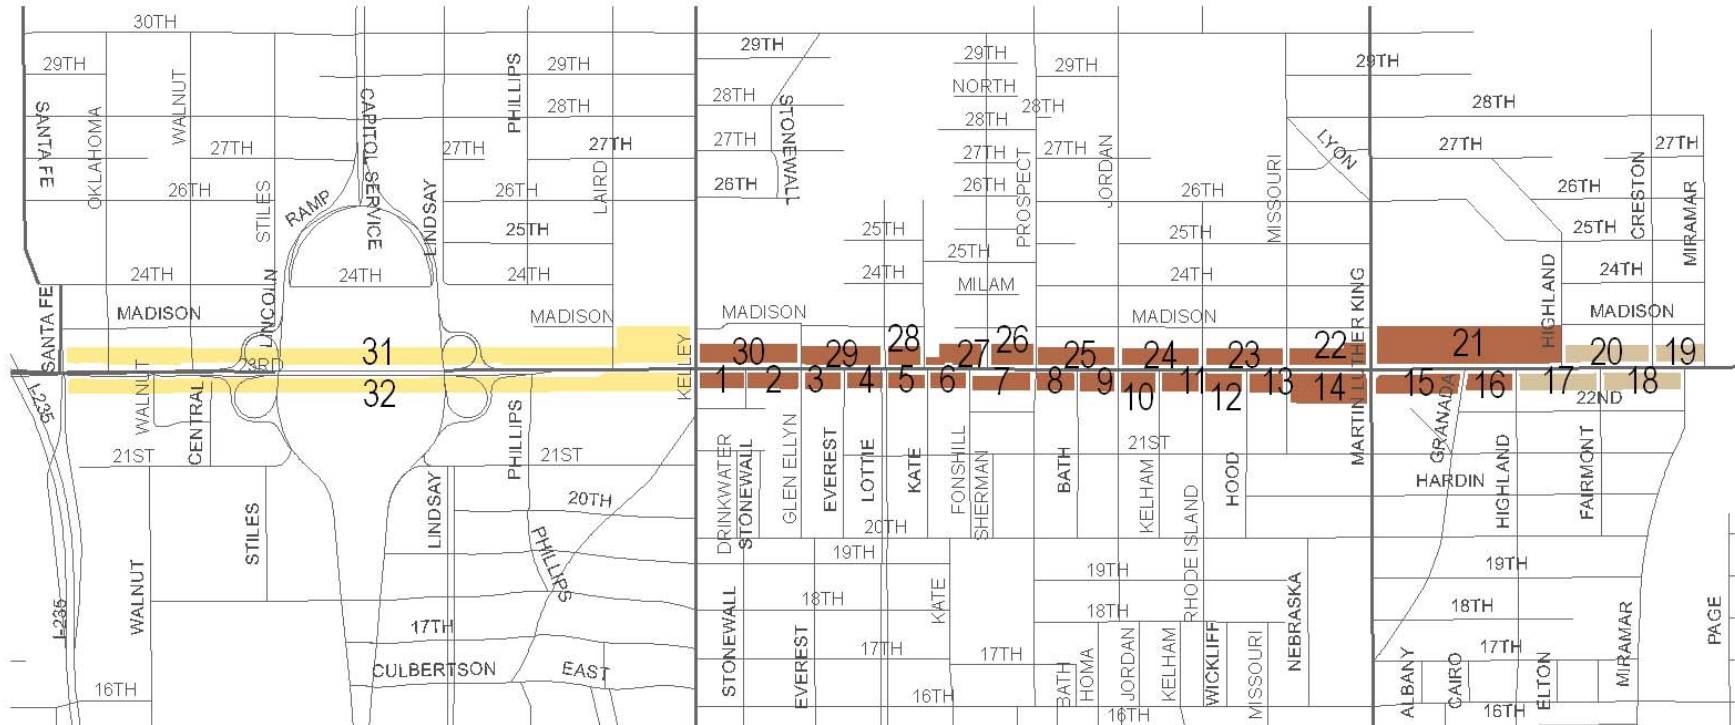 30TH
29TH
29TH
PHILLIPS
29TH
29TH
29TH
29TH
WALNUT
NORTH
SANTA FE
OKLAHOMA
CAPITOL SERVICE
28TH
28TH
STONEWALL
28TH
28TH
28TH
27TH
27TH
27TH
27TH
27TH
27TH
JORDAN
LYON
27TH
27TH
26TH
STILES
RAMP
LINDSAY
26TH
LAIRD
26TH
26TH
PROSPECT
26TH
MISSOURI
26TH
CRESTON
MIRAMAR
25TH
25TH
25TH
25TH
25TH
24TH
LINCOLN
24TH
24TH
24TH
MILAM
24TH
MARTIN LUTHER KING
HIGHLAND
24TH
SANTA FE
MADISON
MADISON
KELLEY
MADISON
MADISON
MADISON
31
30
29
28
27
26
25
24
23
22
21
20
19
23RD
I-235
WALNUT
CENTRAL
32
PHILLIPS
1
2
3
4
5
6
7
8
9
10
11
12
13
14
15
GRANADA
16
17
18
22ND
21ST
21ST
DRINKWATER
STONEWALL
GLEN ELLYN
EVEREST
LOTTIE
KATE
FONSHILL
SHERMAN
BATH
21ST
KELHAM
RHODE ISLAND
HOOD
HARDIN
HIGHLAND
FAIRMONT
STILES
LINDSAY
20TH
PHILLIPS
20TH
19TH
19TH
19TH
I-235
WALNUT
17TH
STONEWALL
18TH
KATE
18TH
NEBRASKA
18TH
PAGE
EVEREST
17TH
17TH
17TH
MIRAMAR
CULBERTSON
EAST
16TH
16TH
BATH
HOMA
JORDAN
KELHAM
WICKLIFF
MISSOURI
16TH
ALBANY
CAIRO
ELTON
16TH